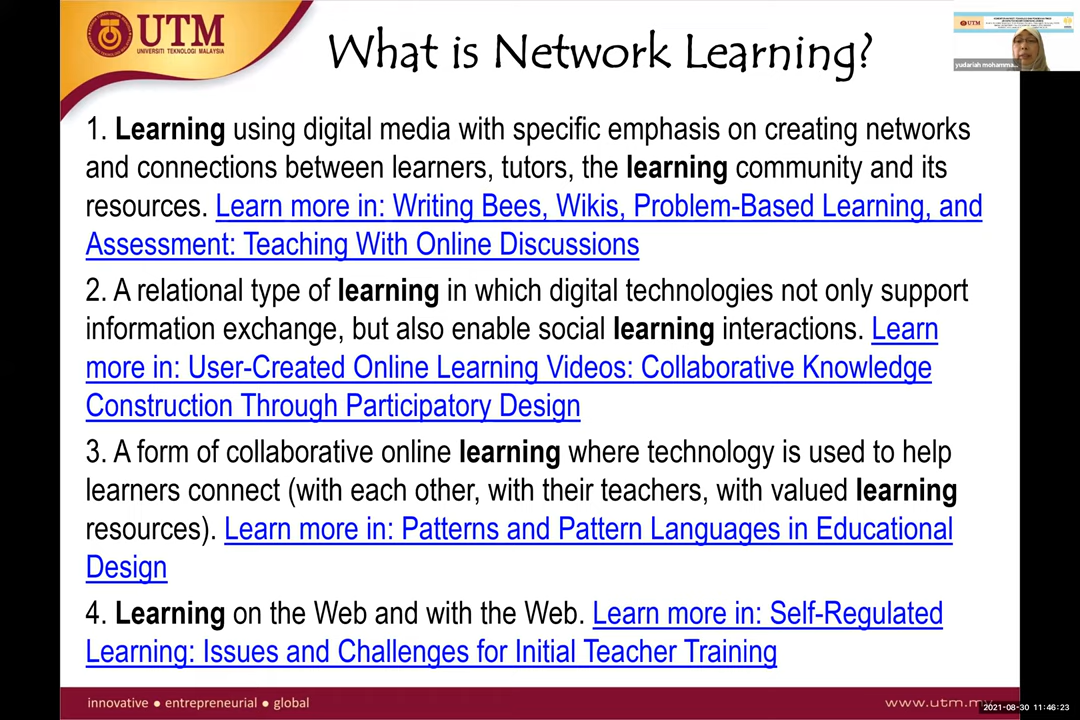 UTM
UNIVERSITI TEKNOLOGI MALAYSIA
What is Network Learning?
UTM
yudariah mohamma...
1. Learning using digital media with specific emphasis on creating networks
and connections between learners, tutors, the learning community and its
resources. Learn more in: Writing Bees, Wikis, Problem-Based Learning, and
Assessment: Teaching With Online Discussions
2. A relational type of learning in which digital technologies not only support
information exchange, but also enable social learning interactions. Learn
more in: User-Created Online Learning Videos: Collaborative Knowledge
Construction Through Participatory Design
3. A form of collaborative online learning where technology is used to help
learners connect (with each other, with their teachers, with valued learning
resources). Learn more in: Patterns and Pattern Languages in Educational
Design
4. Learning on the Web and with the Web. Learn more in: Self-Regulated
Learning: Issues and Challenges for Initial Teacher Training
innovative ● entrepreneurial ● global
www.utm.my
2021-08-30 11:46:23